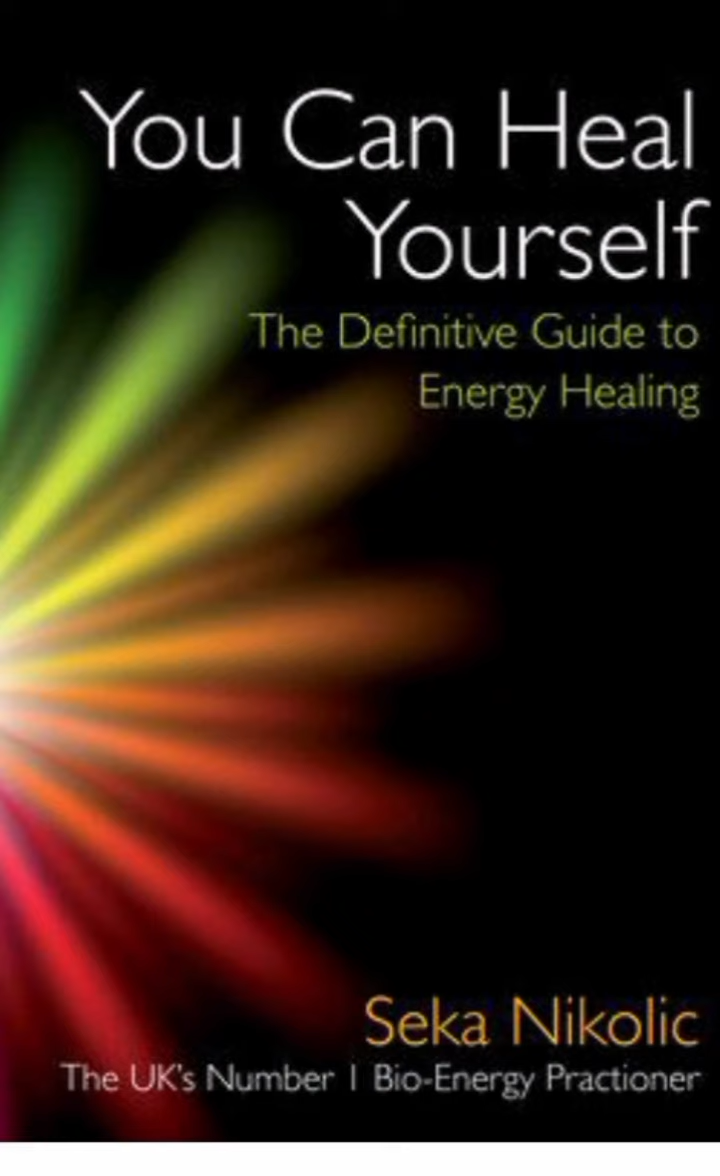 You Can Heal
Yourself
The Definitive Guide to
Energy Healing
Seka Nikolic
The UK's Number 1 Bio-Energy Practioner